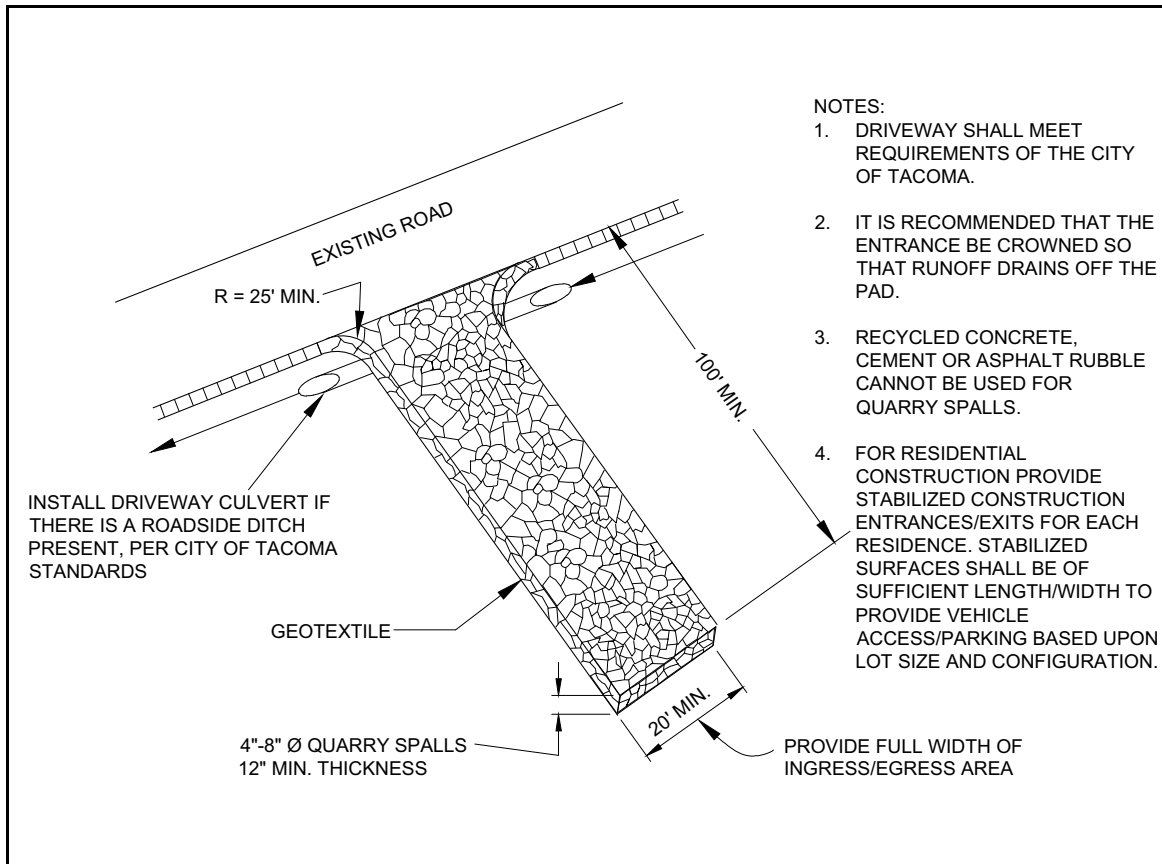 NOTES:
1. DRIVEWAY SHALL MEET
REQUIREMENTS OF THE CITY
OF TACOMA.
2. IT IS RECOMMENDED THAT THE
ENTRANCE BE CROWNED SO
THAT RUNOFF DRAINS OFF THE
PAD.
3. RECYCLED CONCRETE,
CEMENT OR ASPHALT RUBBLE
CANNOT BE USED FOR
QUARRY SPALLS.
4. FOR RESIDENTIAL
CONSTRUCTION PROVIDE
STABILIZED CONSTRUCTION
ENTRANCES/EXITS FOR EACH
RESIDENCE. STABILIZED
SURFACES SHALL BE OF
SUFFICIENT LENGTH/WIDTH TO
PROVIDE VEHICLE
ACCESS/PARKING BASED UPON
LOT SIZE AND CONFIGURATION.
EXISTING ROAD
R = 25' MIN.
100' MIN.
INSTALL DRIVEWAY CULVERT IF
THERE IS A ROADSIDE DITCH
PRESENT, PER CITY OF TACOMA
STANDARDS
GEOTEXTILE
20' MIN.
4"-8" Ø QUARRY SPALLS
12" MIN. THICKNESS
PROVIDE FULL WIDTH OF
INGRESS/EGRESS AREA